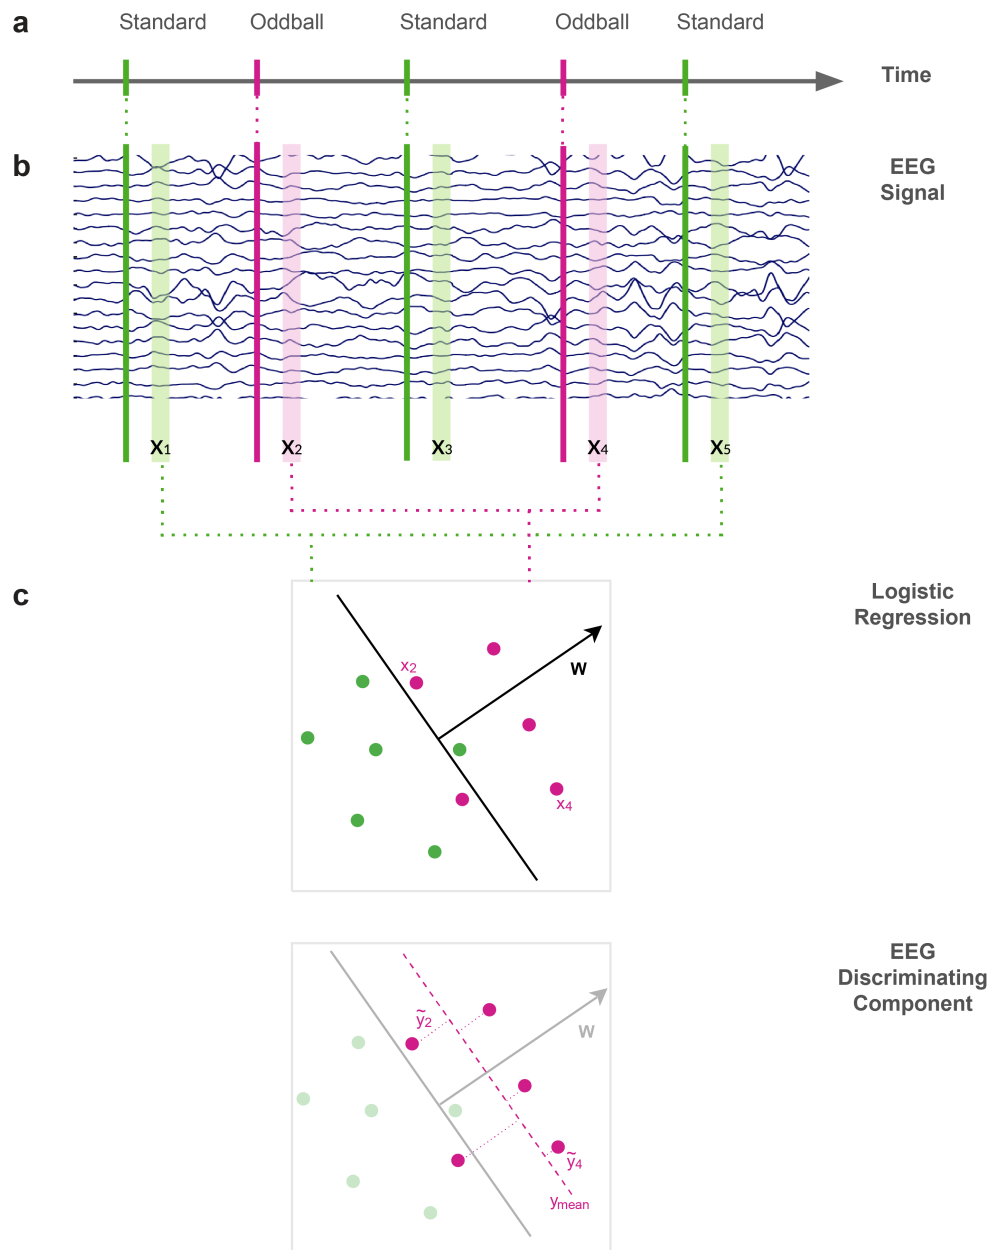 a
Standard Oddball Standard Oddball Standard
Time
b
EEG
Signal
X1 X2 X3 X4 X5
c
Logistic
Regression
x2
W
x4
EEG
Discriminating
Component
ỹ2
W
ỹ4
ymean